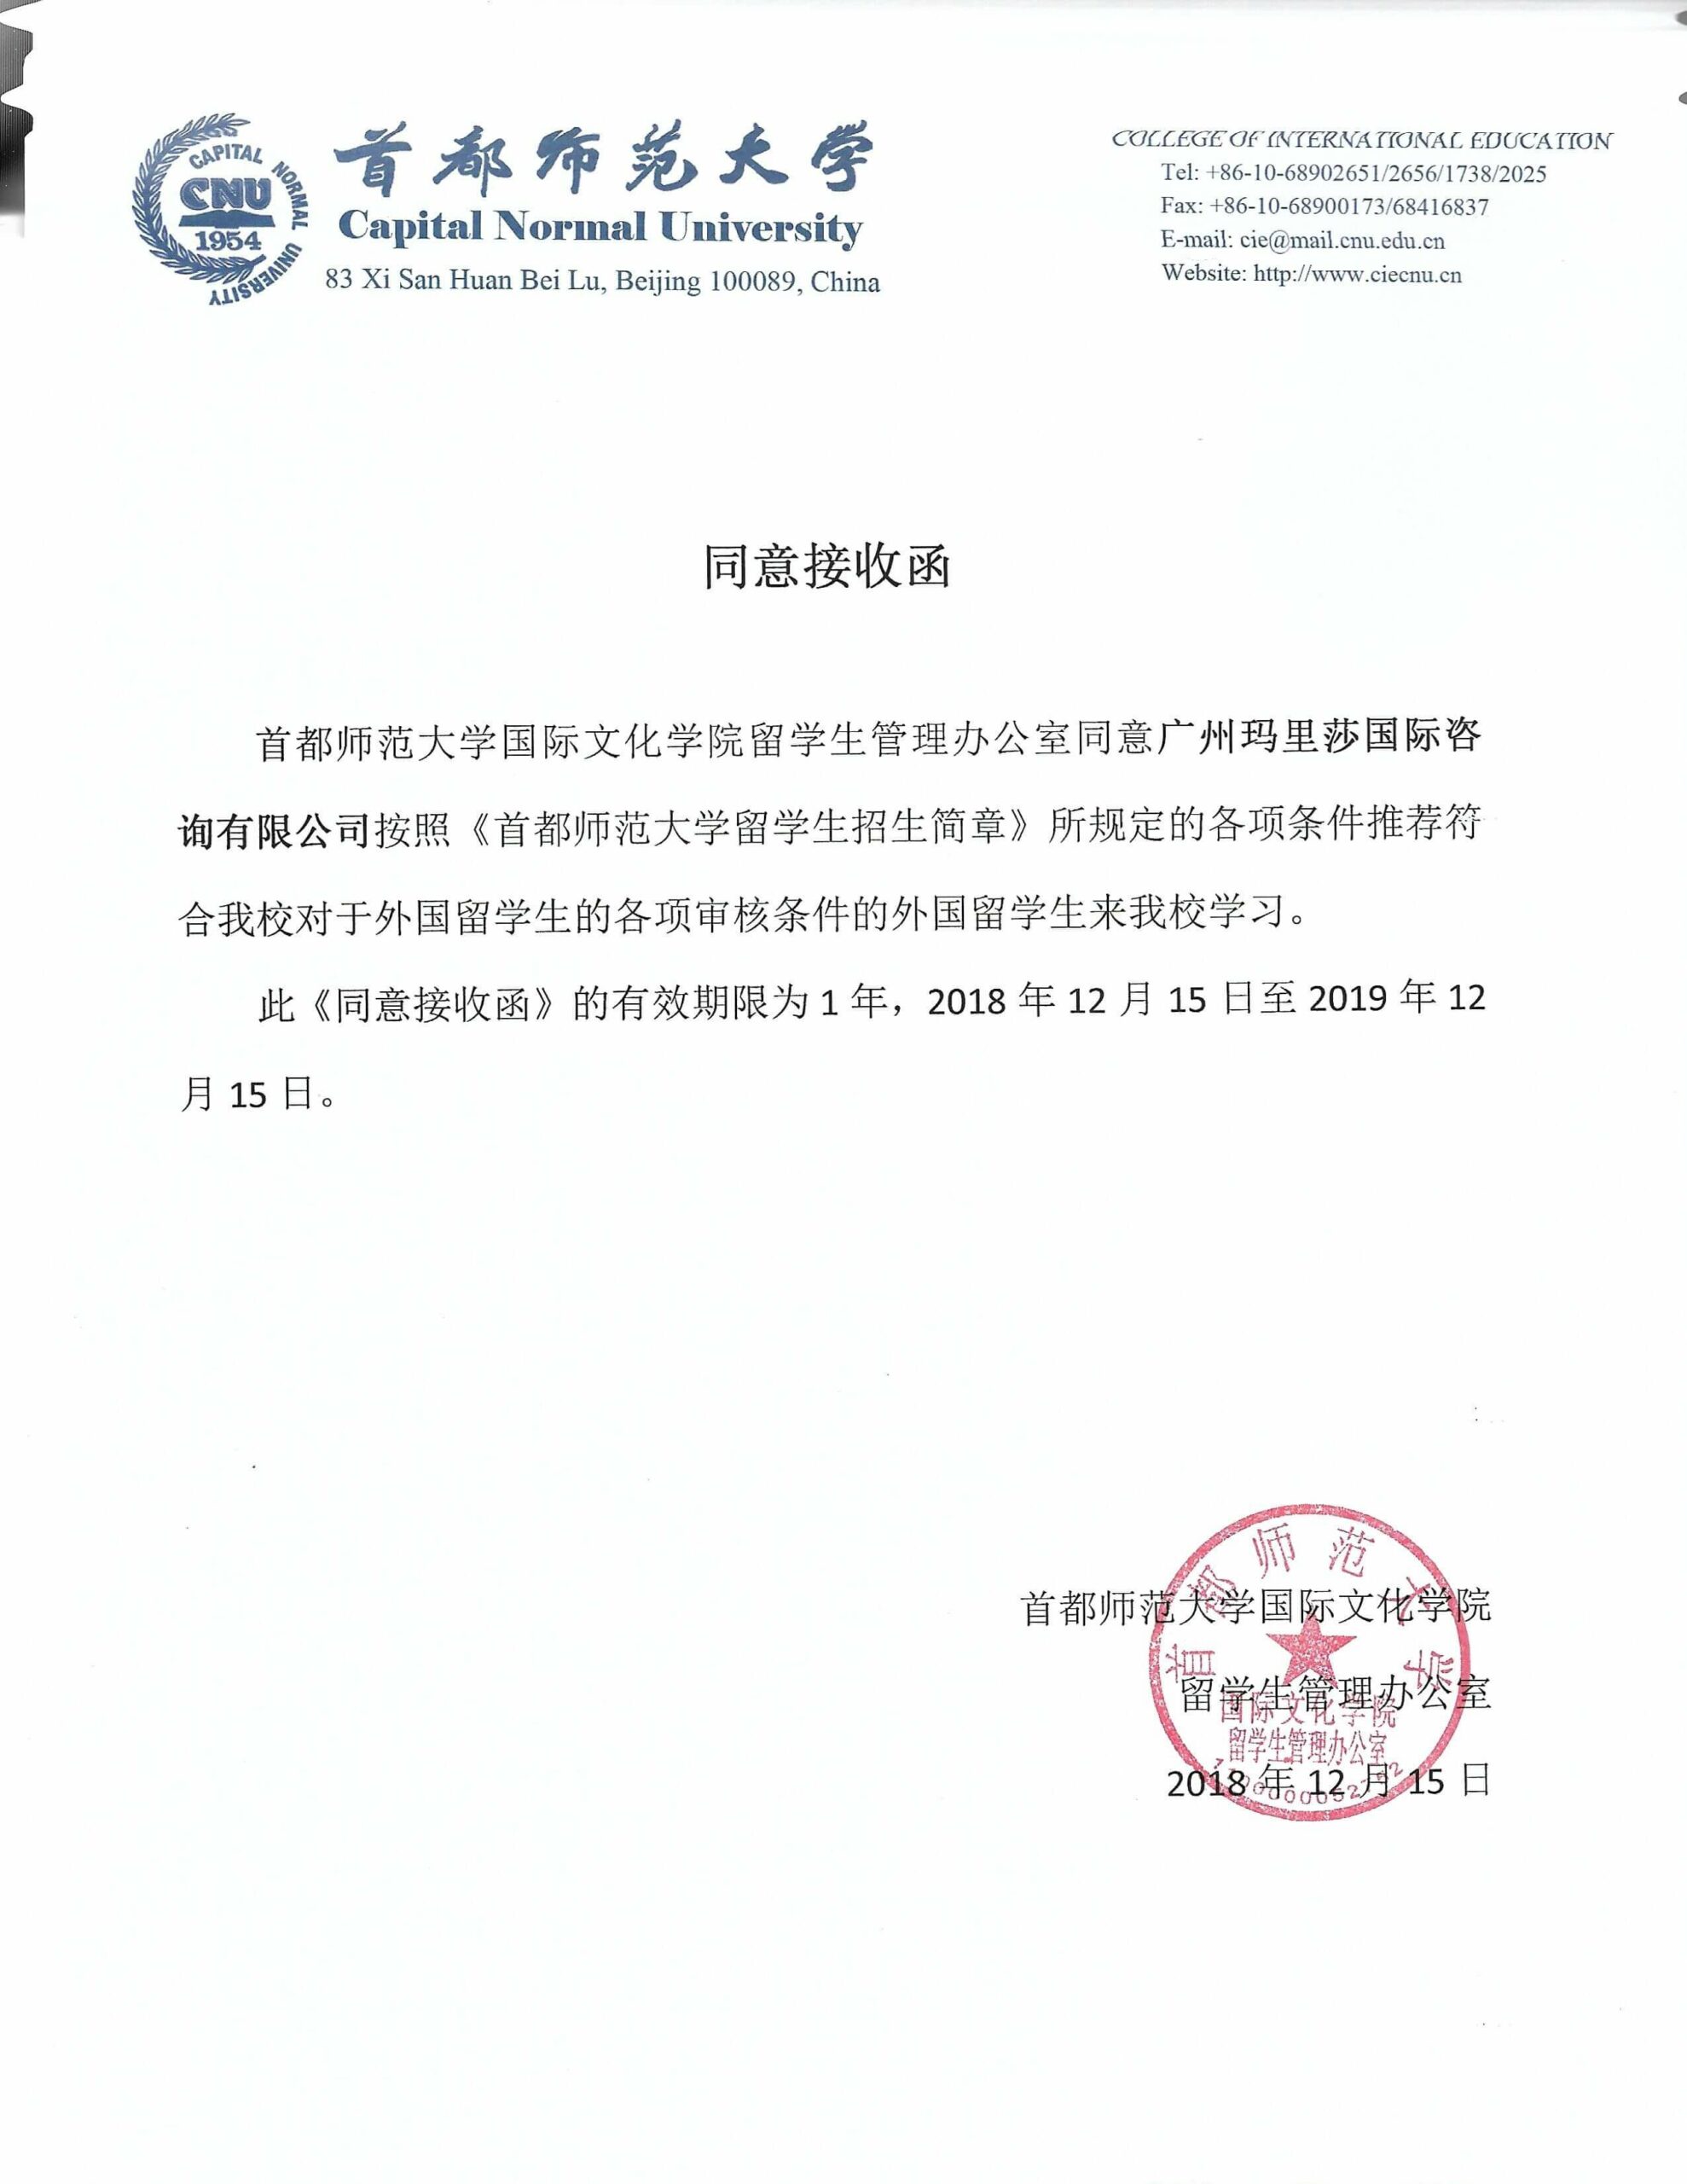 CAPITAL NORMAL UNIVERSITY
CNU
1954
首都师范大学
Capital Normal University
83 Xi San Huan Bei Lu, Beijing 100089, China
COLLEGE OF INTERNATIONAL EDUCATION
Tel: +86-10-68902651/2656/1738/2025
Fax: +86-10-68900173/68416837
E-mail: cie@mail.cnu.edu.cn
Website: http://www.ciecnu.cn
同意接收函
首都师范大学国际文化学院留学生管理办公室同意广州玛里莎国际咨
询有限公司按照《首都师范大学留学生招生简章》所规定的各项条件推荐符
合我校对于外国留学生的各项审核条件的外国留学生来我校学习。
此《同意接收函》的有效期限为 1 年，2018 年 12 月 15 日至 2019 年 12
月 15 日。
首都师范大学国际文化学院
留学生管理办公室
2018 年 12 月 15 日
首都师范大学
国际文化学院
留学生管理办公室